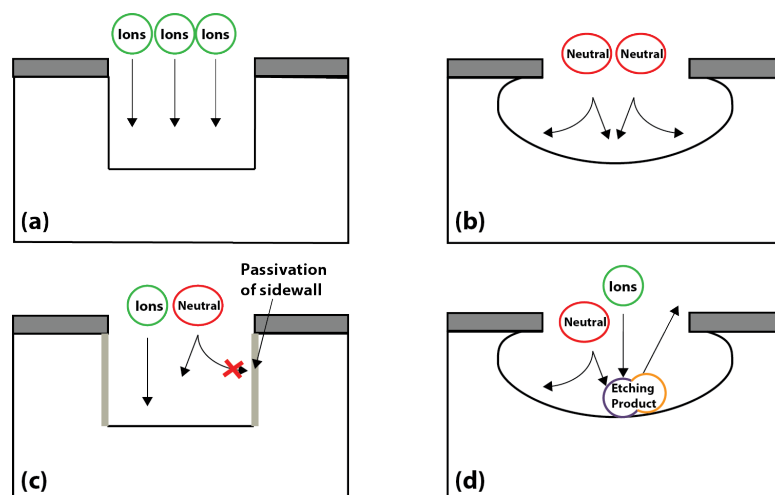 Ions Ions Ions
(a)
Neutral Neutral
(b)
Passivation
of sidewall
Ions Neutral
(c)
Ions
Neutral
Etching
Product
(d)